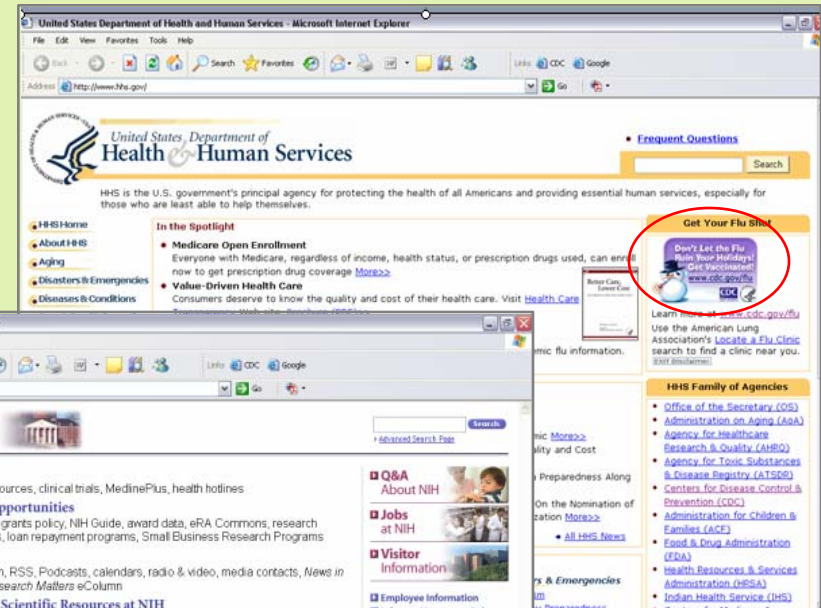 United States Department of Health and Human Services - Microsoft Internet Explorer
File Edit View Favorites Tools Help
Back Search Favorites Links CDC Google
Address http://www.hhs.gov/ Go
United States Department of
Health & Human Services
Frequent Questions
Search
HHS is the U.S. government's principal agency for protecting the health of all Americans and providing essential human services, especially for
those who are least able to help themselves.
HHS Home
About HHS
Aging
Disasters & Emergencies
Diseases & Conditions
In the Spotlight
• Medicare Open Enrollment
Everyone with Medicare, regardless of income, health status, or prescription drugs used, can enroll
now to get prescription drug coverage More>>
• Value-Driven Health Care
Consumers deserve to know the quality and cost of their health care. Visit Health Care
Better Care,
Lower Cost
emic flu information.
mic More>>
ality and Cost
Preparedness Along
On the Nomination of
zation More>>
• All HHS News
rs & Emergencies
Get Your Flu Shot
Don't Let the Flu
Ruin Your Holidays!
Get Vaccinated!
www.cdc.gov/flu
CDC
Learn more at www.cdc.gov/flu
Use the American Lung
Association's Locate a Flu Clinic
search to find a clinic near you.
EXIT Disclaimer
HHS Family of Agencies
• Office of the Secretary (OS)
• Administration on Aging (AoA)
• Agency for Healthcare
Research & Quality (AHRQ)
• Agency for Toxic Substances
& Disease Registry (ATSDR)
• Centers for Disease Control &
Prevention (CDC)
• Administration for Children &
Families (ACF)
• Food & Drug Administration
(FDA)
• Health Resources & Services
Administration (HRSA)
• Indian Health Service (IHS)
Links CDC Google
Go
Search
Advanced Search Page
ources, clinical trials, MedlinePlus, health hotlines
pportunities
grants policy, NIH Guide, award data, eRA Commons, research
, loan repayment programs, Small Business Research Programs
n, RSS, Podcasts, calendars, radio & video, media contacts, News in
search Matters eColumn
Scientific Resources at NIH
Q&A
About NIH
Jobs
at NIH
Visitor
Information
Employee Information